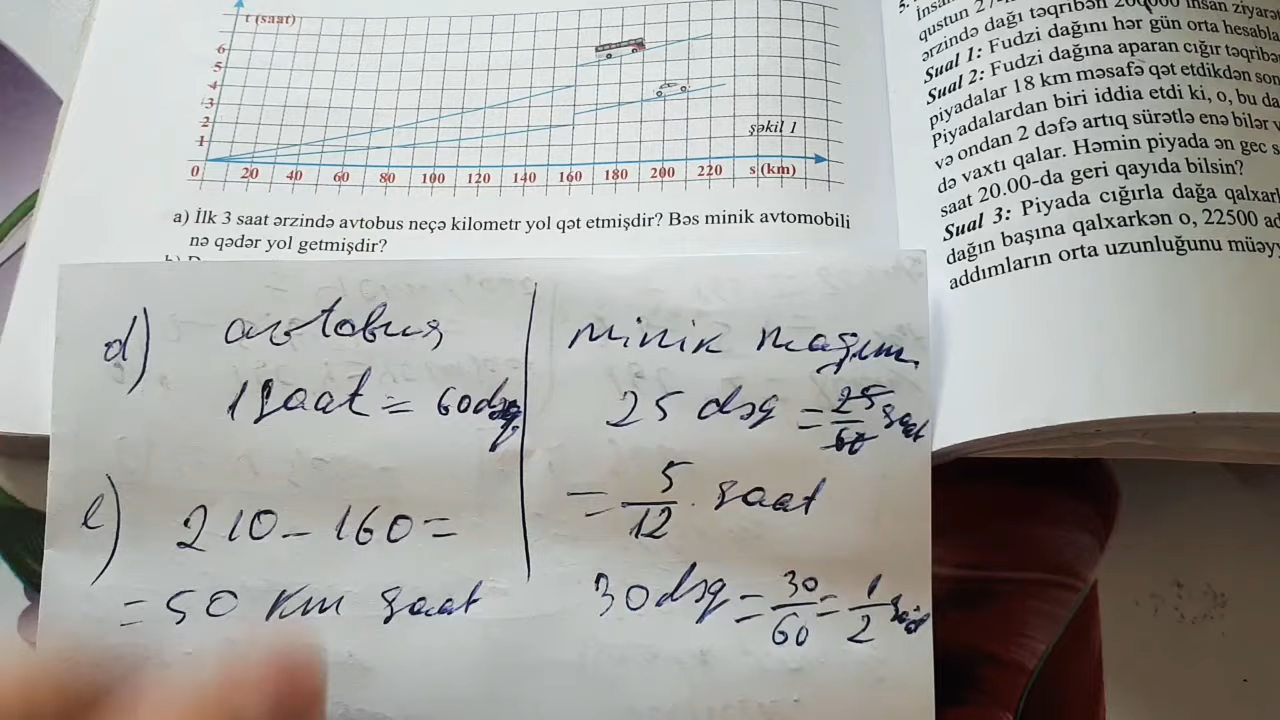 t (saat)
6
5
4
3
2
1
0 20 40 60 80 100 120 140 160 180 200 220 s (km)
şəkil 1
a) İlk 3 saat ərzində avtobus neçə kilometr yol qət etmişdir? Bəs minik avtomobili
nə qədər yol getmişdir?
5. İnsan
qustun 27
ərzində dağı təqribən 200000 insan ziyarət
Sual 1: Fudzi dağını hər gün orta hesabla
Sual 2: Fudzi dağına aparan cığır təqribə
piyadalar 18 km məsafə qət etdikdən son
Piyadalardan biri iddia etdi ki, o, bu da
və ondan 2 dəfə artıq sürətlə enə bilər v
də vaxtı qalar. Həmin piyada ən gec s
saat 20.00-da geri qayıda bilsin?
Sual 3: Piyada cığırla dağa qalxark
dağın başına qalxarkən o, 22500 ad
addımların orta uzunluğunu müəyy
d) avtobus
1 saat = 60dəq
e) 210 - 160 =
= 50 km saat
minik maşını
25 dəq = 25/60 saat
= 5/12 saat
30 dəq = 30/60 = 1/2 saat